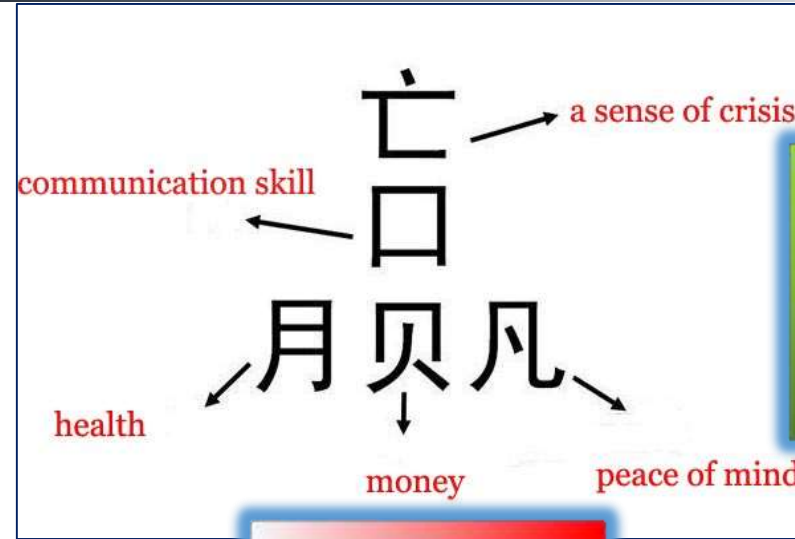 亡
a sense of crisis
communication skill
口
月贝凡
health
money
peace of mind